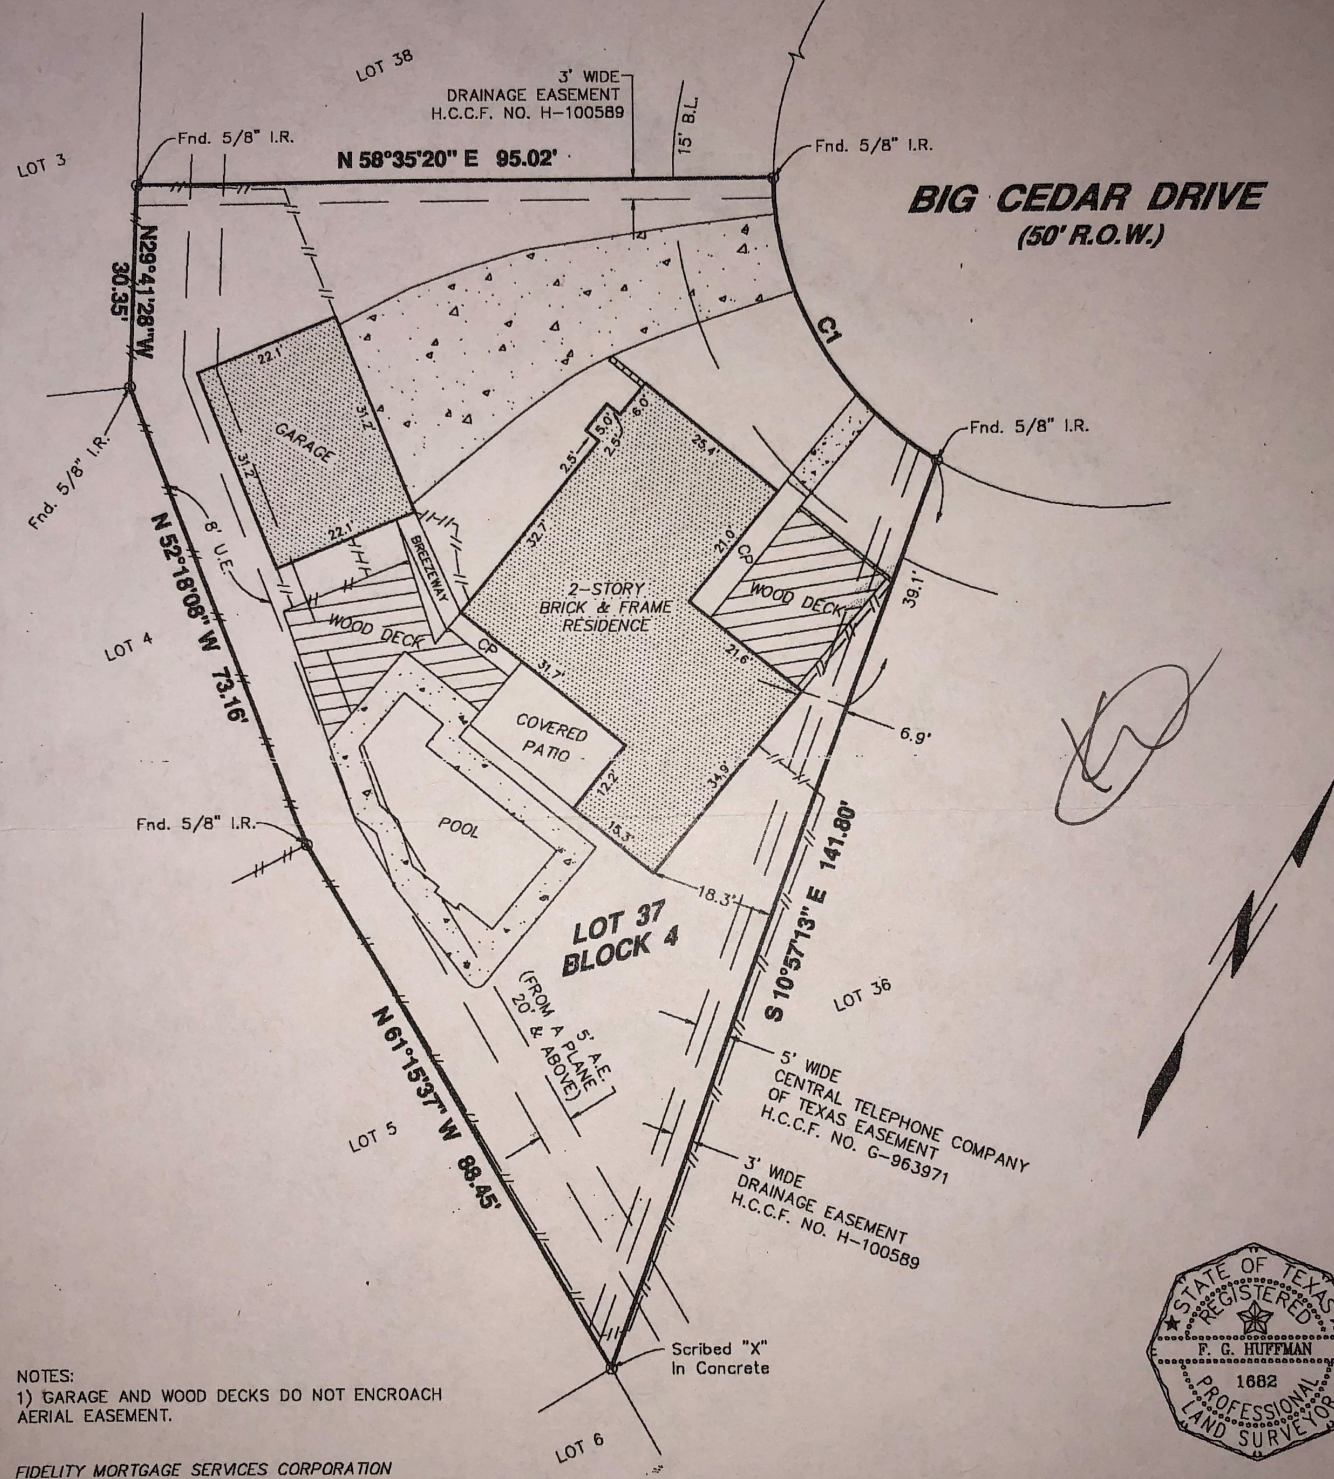 LOT 38
3' WIDE
DRAINAGE EASEMENT
H.C.C.F. NO. H-100589
15' B.L.
Fnd. 5/8" I.R.
LOT 3
N 58°35'20" E 95.02'
Fnd. 5/8" I.R.
BIG CEDAR DRIVE
(50' R.O.W.)
N29°41'28"W
30.35'
C1
22.1'
31.2'
GARAGE
31.2'
22.1'
Fnd. 5/8" I.R.
5.0'
6.0'
2.5'
2.5'
25.4'
Fnd. 5/8" I.R.
8' U.E.
N 52°18'08" W 73.16'
BREEZEWAY
32.7'
21.0'
CP
2-STORY
BRICK & FRAME
RESIDENCE
WOOD DECK
39.1'
LOT 4
WOOD DECK
CP
31.7'
21.6'
COVERED
PATIO
6.9'
12.2'
34.9'
15.3'
POOL
Fnd. 5/8" I.R.
S 10°57'13" E 141.80'
18.3'
LOT 37
BLOCK 4
LOT 36
5' A.E.
(FROM A PLANE
20' & ABOVE)
N 61°15'37" W 88.45'
LOT 5
5' WIDE
CENTRAL TELEPHONE COMPANY
OF TEXAS EASEMENT
H.C.C.F. NO. G-963971
3' WIDE
DRAINAGE EASEMENT
H.C.C.F. NO. H-100589
Scribed "X"
In Concrete
LOT 6
STATE OF TEXAS
REGISTERED
F. G. HUFFMAN
1682
PROFESSIONAL
LAND SURVEYOR
NOTES:
1) GARAGE AND WOOD DECKS DO NOT ENCROACH
AERIAL EASEMENT.
FIDELITY MORTGAGE SERVICES CORPORATION